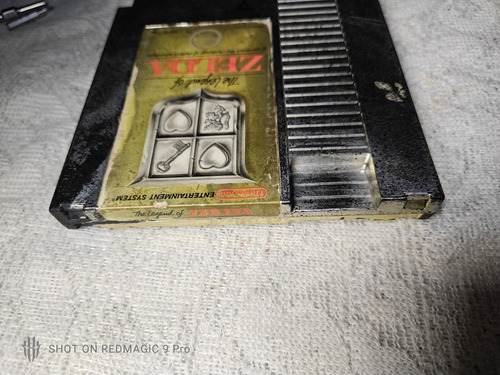 The Legend of
ZELDA
Nintendo
ENTERTAINMENT SYSTEM®
The Legend of ZELDA
SHOT ON REDMAGIC 9 Pro